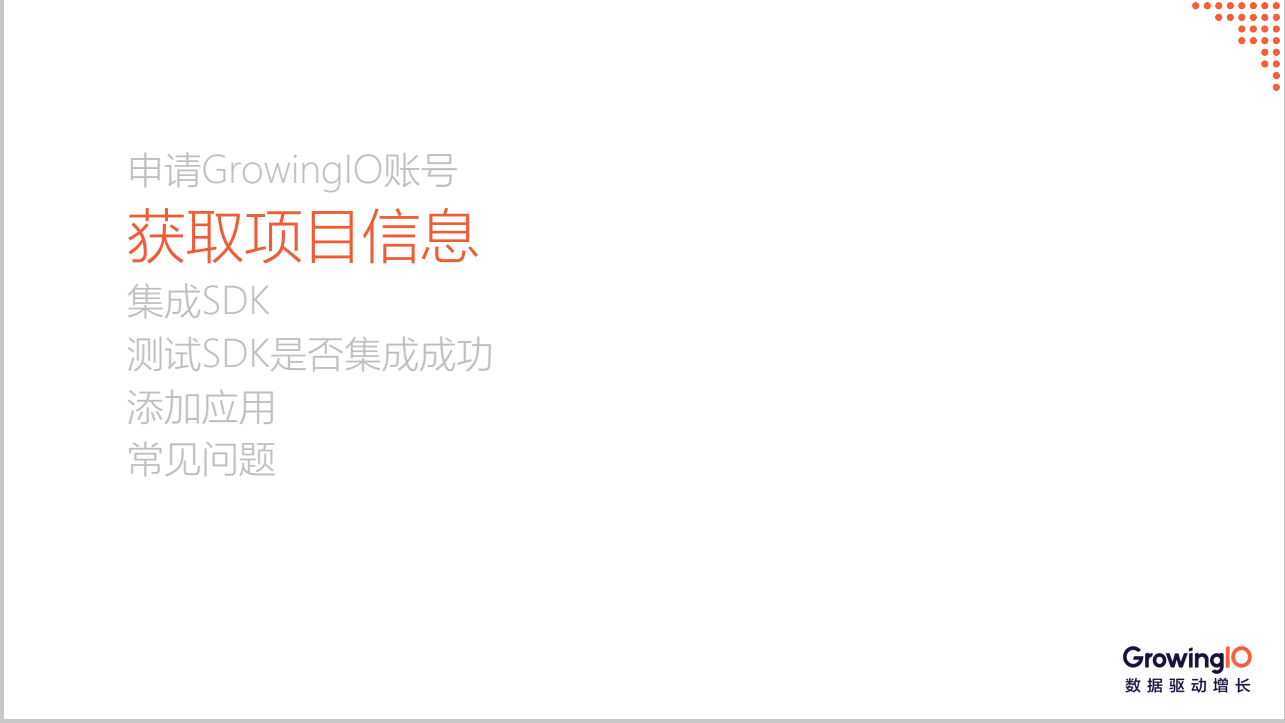 申请GrowingIO账号
获取项目信息
集成SDK
测试SDK是否集成成功
添加应用
常见问题
GrowingIO
数据驱动增长